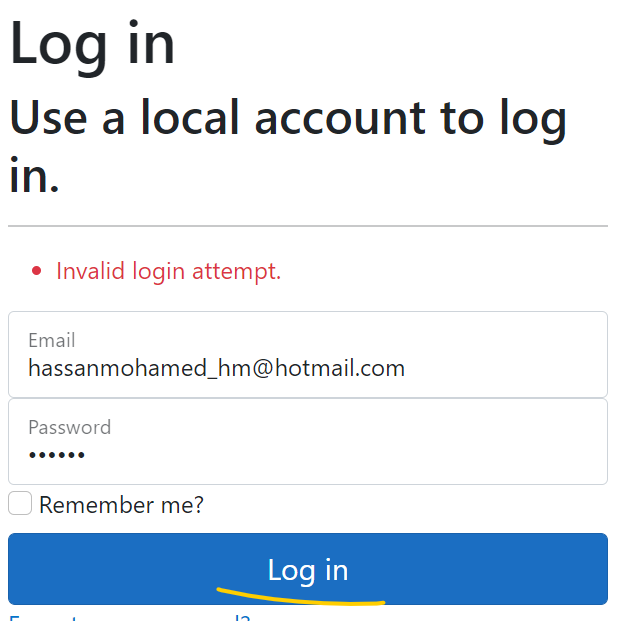 Log in
Use a local account to log
in.
Invalid login attempt.
Email
hassanmohamed_hm@hotmail.com
Password
••••••
Remember me?
Log in